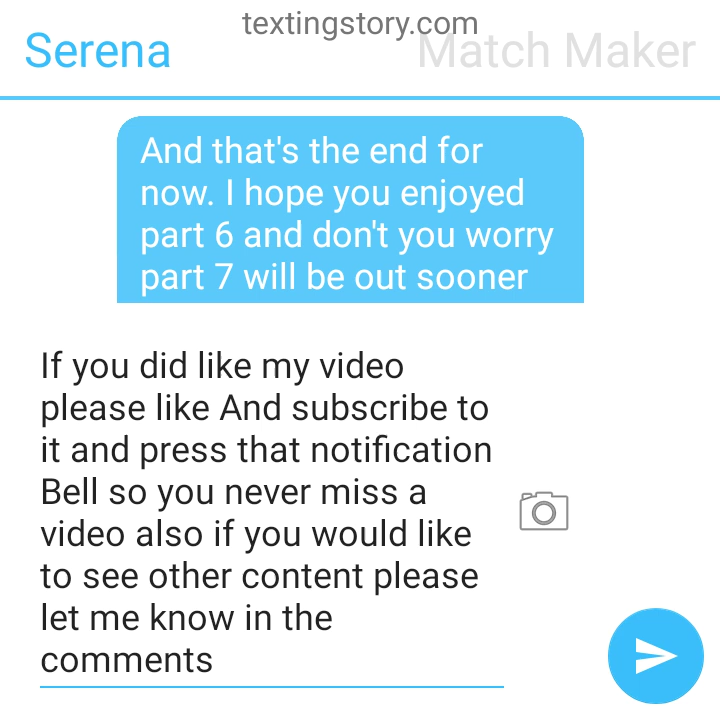 textingstory.com
Serena Match Maker
And that's the end for
now. I hope you enjoyed
part 6 and don't you worry
part 7 will be out sooner
If you did like my video
please like And subscribe to
it and press that notification
Bell so you never miss a
video also if you would like
to see other content please
let me know in the
comments